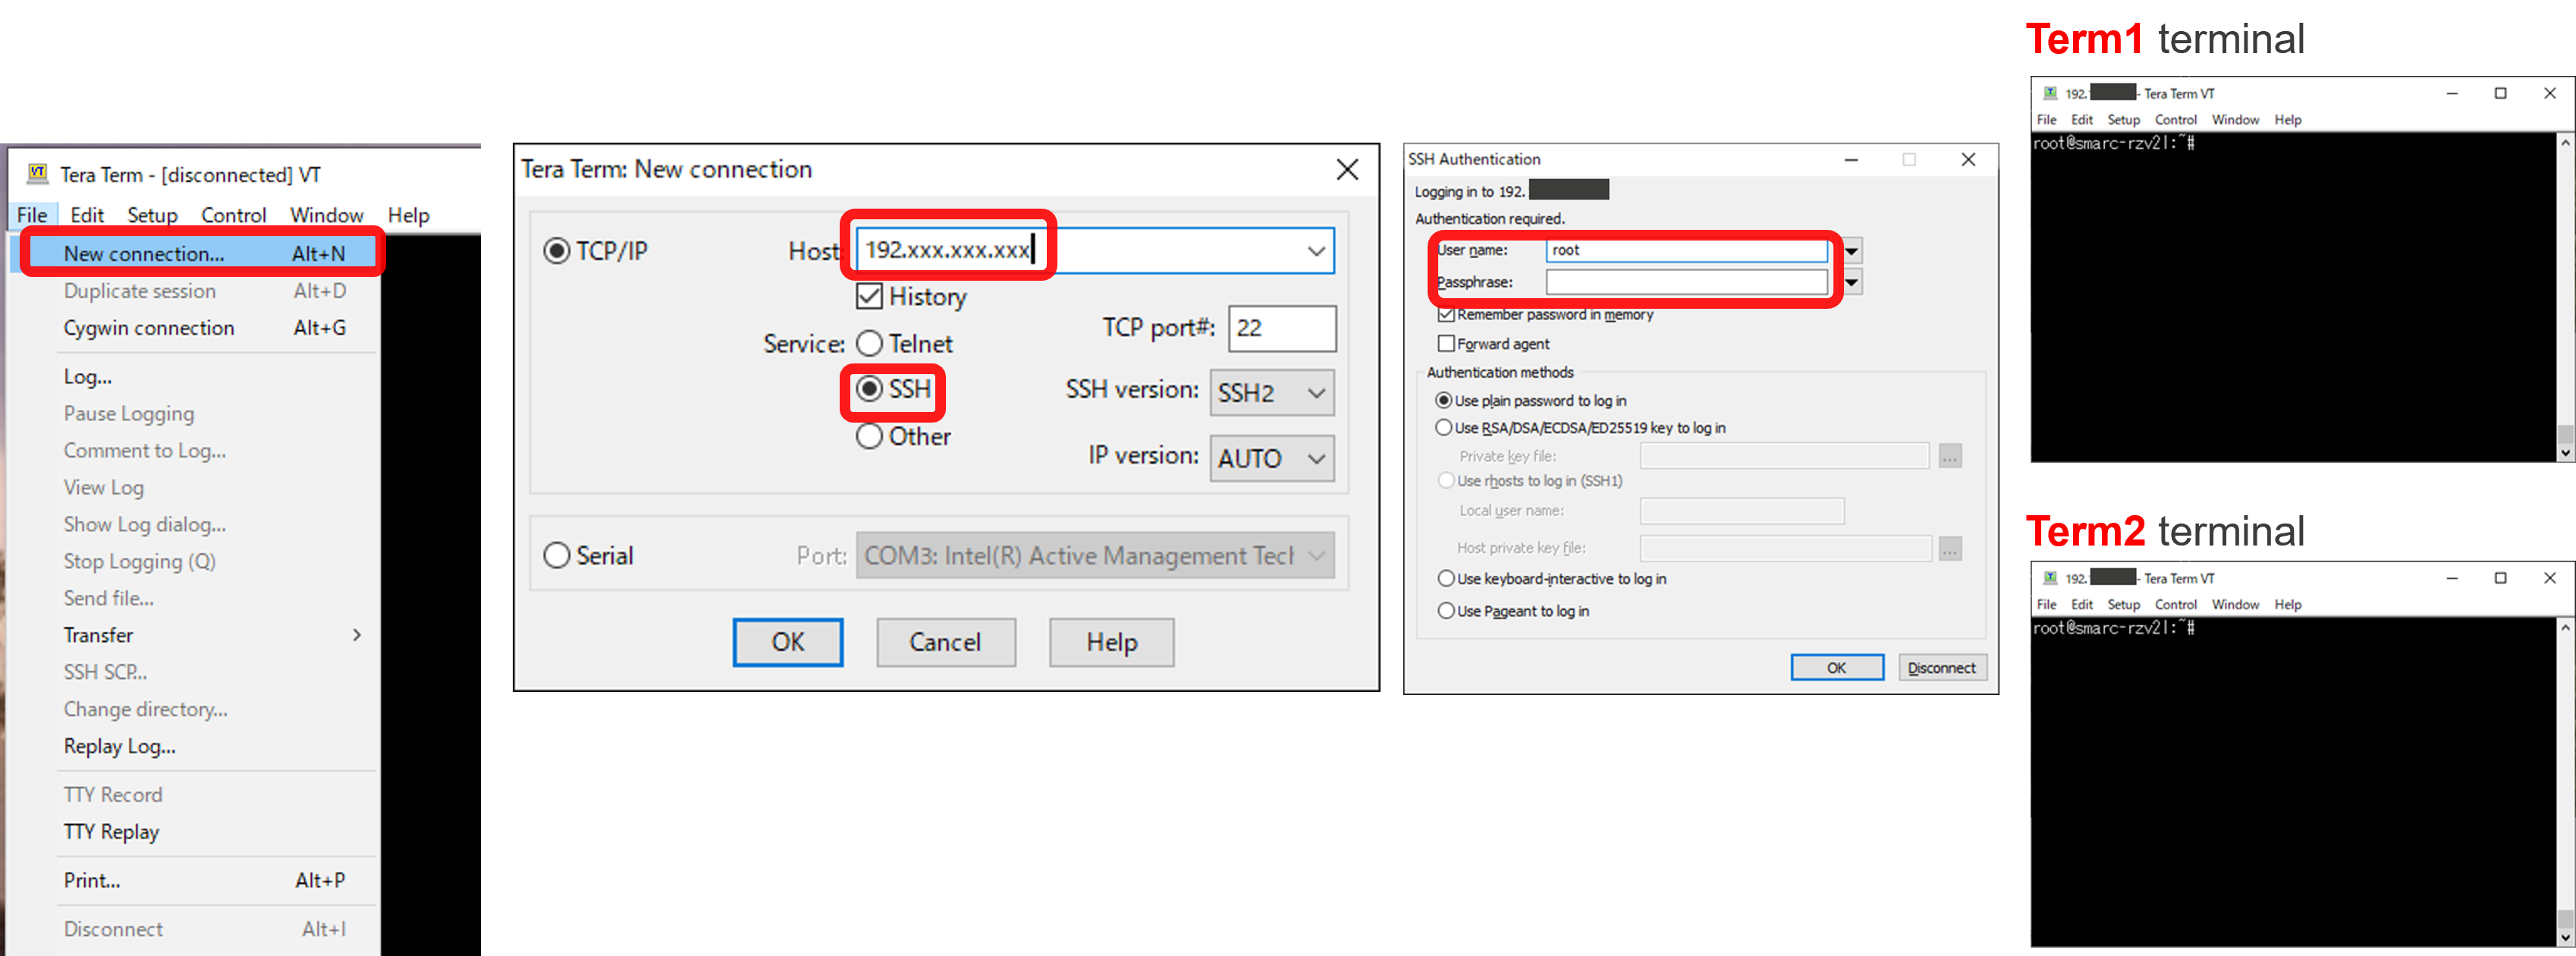 Tera Term - [disconnected] VT
File Edit Setup Control Window Help
New connection... Alt+N
Duplicate session Alt+D
Cygwin connection Alt+G
Log...
Pause Logging
Comment to Log...
View Log
Show Log dialog...
Stop Logging (Q)
Send file...
Transfer
SSH SCP...
Change directory...
Replay Log...
TTY Record
TTY Replay
Print... Alt+P
Disconnect Alt+I
Tera Term: New connection
TCP/IP Host: 192.xxx.xxx.xxx
History
Service: Telnet TCP port#: 22
SSH SSH version: SSH2
Other IP version: AUTO
Serial Port: COM3: Intel(R) Active Management Tecl
OK Cancel Help
SSH Authentication
Logging in to 192.
Authentication required.
User name: root
Passphrase:
Remember password in memory
Forward agent
Authentication methods
Use plain password to log in
Use RSA/DSA/ECDSA/ED25519 key to log in
Private key file: ...
Use rhosts to log in (SSH1)
Local user name:
Host private key file: ...
Use keyboard-interactive to log in
Use Pageant to log in
OK Disconnect
Term1 terminal
192. - Tera Term VT
File Edit Setup Control Window Help
root@smarc-rzv2l:~#
Term2 terminal
192. - Tera Term VT
File Edit Setup Control Window Help
root@smarc-rzv2l:~#